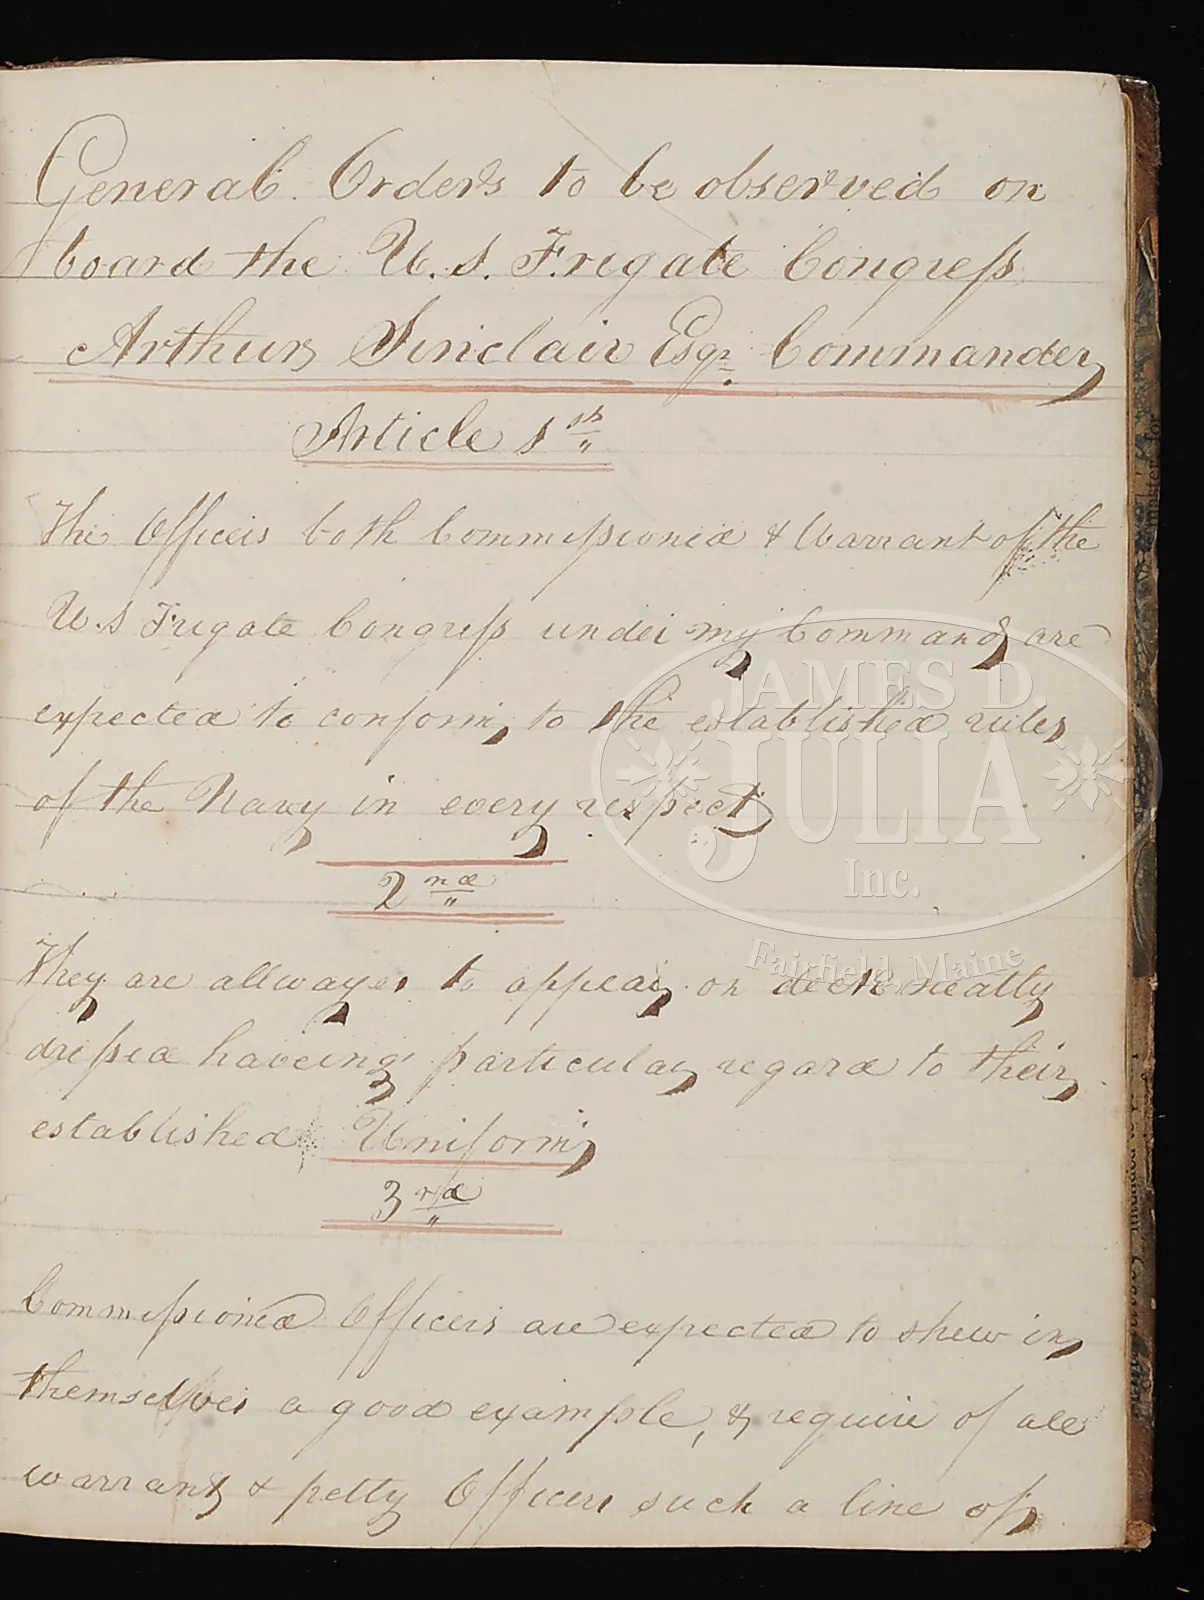 General Orders to be observed on
board the U. S. Frigate Congress
Arthur Sinclair Esqr. Commander
Article 1st
The Officers both Commissioned & Warrant of the
U. S Frigate Congress under my Command are
expected to conform to the established rules
of the Navy in every respect
2nd
They are allways to appear on deck neatly
dressed haveing particular regard to their
established Uniform
3rd
Commissioned Officers are expected to shew in
themselves a good example, & require of all
warrant & petty Officers such a line of
JAMES D.
JULIA
Inc.
Fairfield, Maine